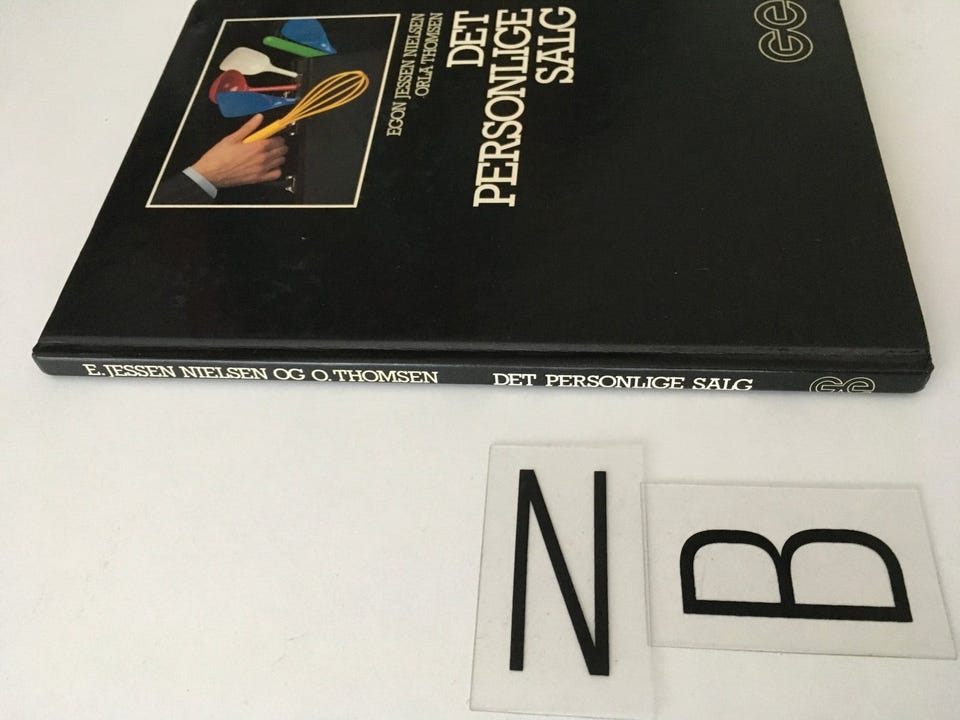 EGON JESSEN NIELSEN
ORLA THOMSEN
DET
PERSONLIGE
SALG
E. JESSEN NIELSEN OG O. THOMSEN DET PERSONLIGE SALG
N B